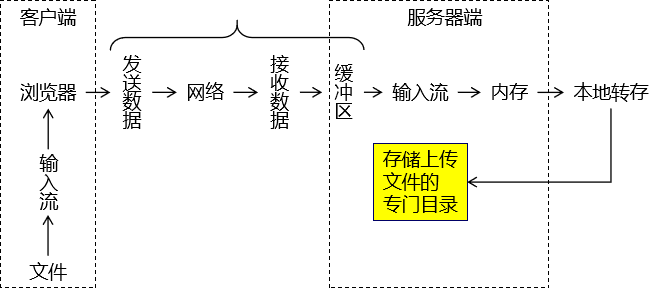 客户端
服务器端
浏览器
发送数据
网络
接收数据
缓冲区
输入流
内存
本地转存
输入流
文件
存储上传
文件的
专门目录